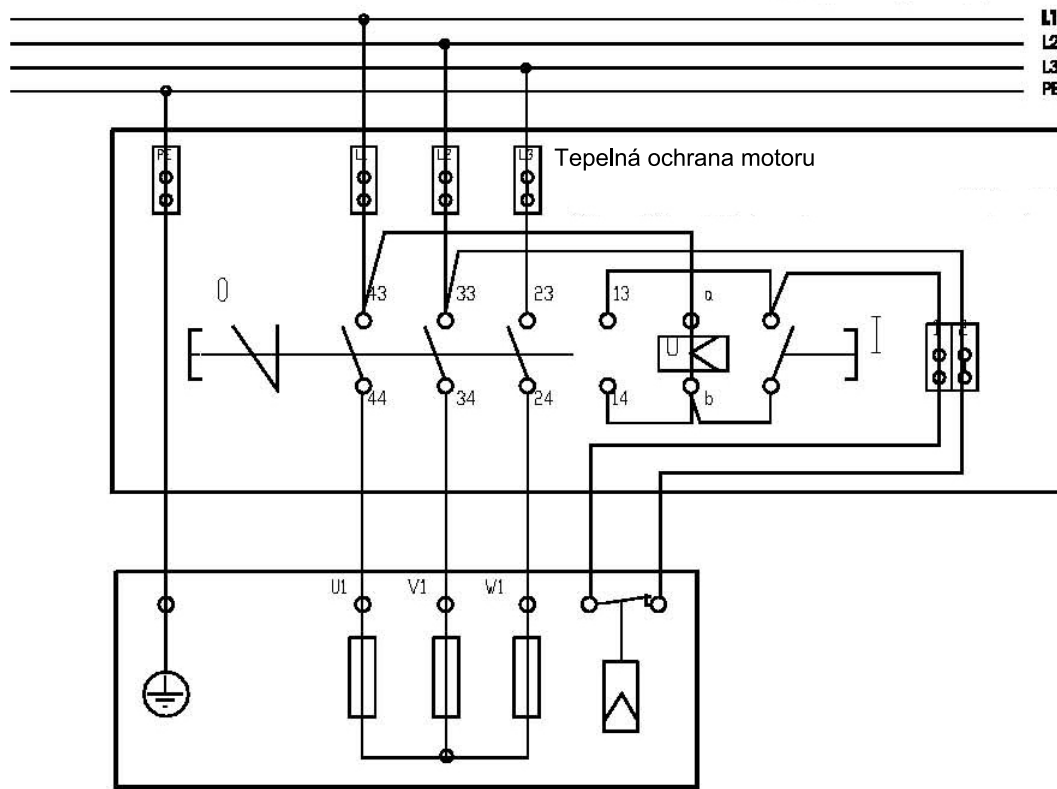 L1
L2
L3
PE
PE L1 L2 L3 Tepelná ochrana motoru
0 43 33 23 13 a I
U 1 2
44 34 24 14 b
U1 V1 W1